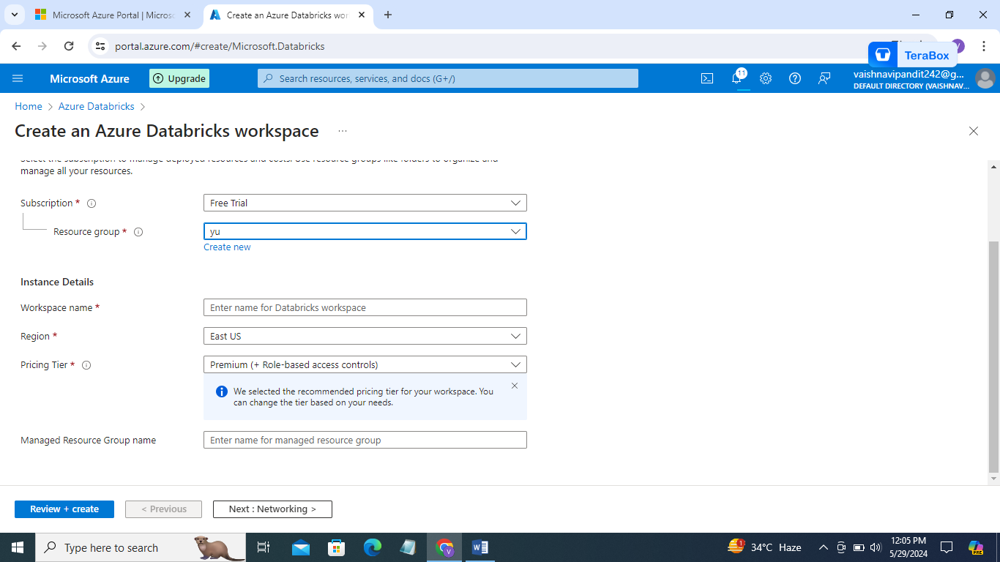 Microsoft Azure Portal | Micros
Create an Azure Databricks wor
portal.azure.com/#create/Microsoft.Databricks
V
TeraBox
Microsoft Azure
Upgrade
Search resources, services, and docs (G+/)
11
vaishnavipandit242@g...
DEFAULT DIRECTORY (VAISHNAV...
Home > Azure Databricks >
Create an Azure Databricks workspace ...
Select the subscription to manage deployed resources and costs. Use resource groups like folders to organize and
manage all your resources.
Subscription *
Free Trial
Resource group *
yu
Create new
Instance Details
Workspace name *
Enter name for Databricks workspace
Region *
East US
Pricing Tier *
Premium (+ Role-based access controls)
We selected the recommended pricing tier for your workspace. You
can change the tier based on your needs.
Managed Resource Group name
Enter name for managed resource group
Review + create
< Previous
Next : Networking >
Type here to search
1
34°C Haze
12:05 PM
5/29/2024
PRE